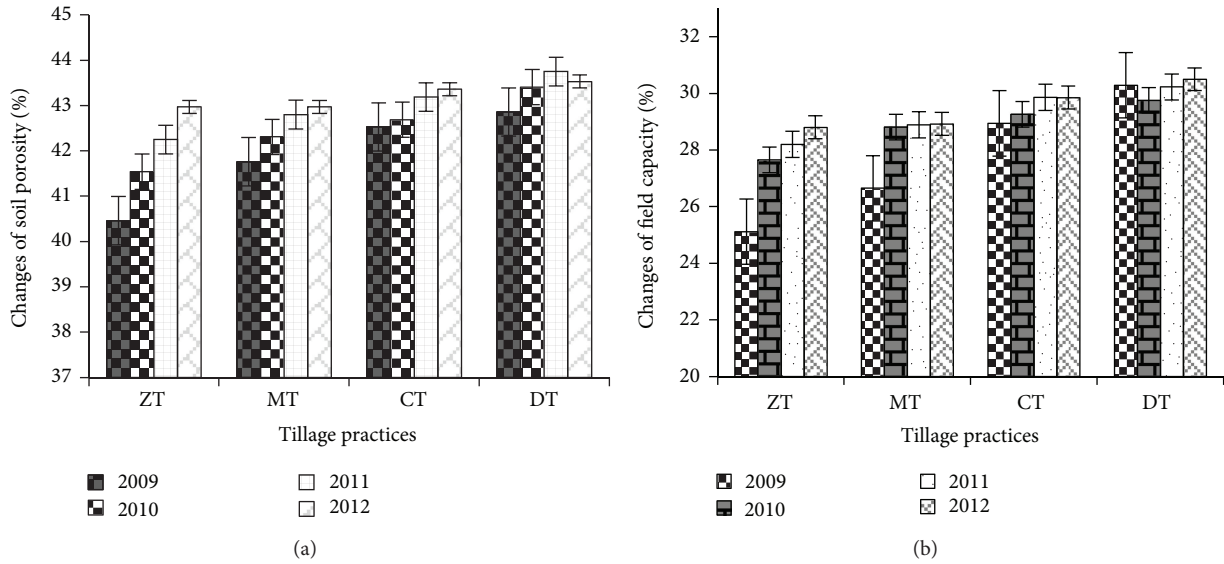 Changes of soil porosity (%)
45
44
43
42
41
40
39
38
37
ZT MT CT DT
Tillage practices
2009 2011
2010 2012
(a)
Changes of field capacity (%)
32
30
28
26
24
22
20
ZT MT CT DT
Tillage practices
2009 2011
2010 2012
(b)